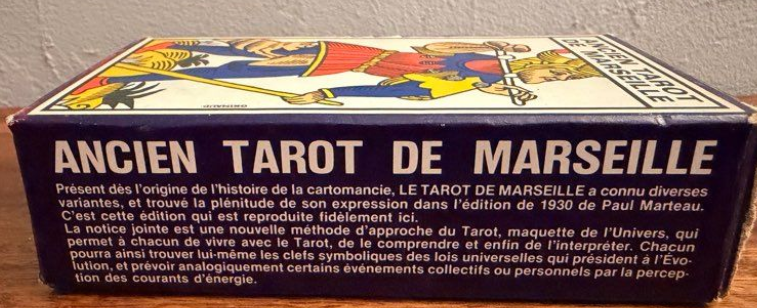 ANCIEN TAROT
DE MARSEILLE
ANCIEN TAROT DE MARSEILLE
Présent dès l'origine de l'histoire de la cartomancie, LE TAROT DE MARSEILLE a connu diverses
variantes, et trouvé la plénitude de son expression dans l'édition de 1930 de Paul Marteau.
C'est cette édition qui est reproduite fidèlement ici.
La notice jointe est une nouvelle méthode d'approche du Tarot, maquette de l'Univers, qui
permet à chacun de vivre avec le Tarot, de le comprendre et enfin de l'interpréter. Chacun
pourra ainsi trouver lui-même les clefs symboliques des lois universelles qui président à l'Évo-
lution, et prévoir analogiquement certains événements collectifs ou personnels par la percep-
tion des courants d'énergie.